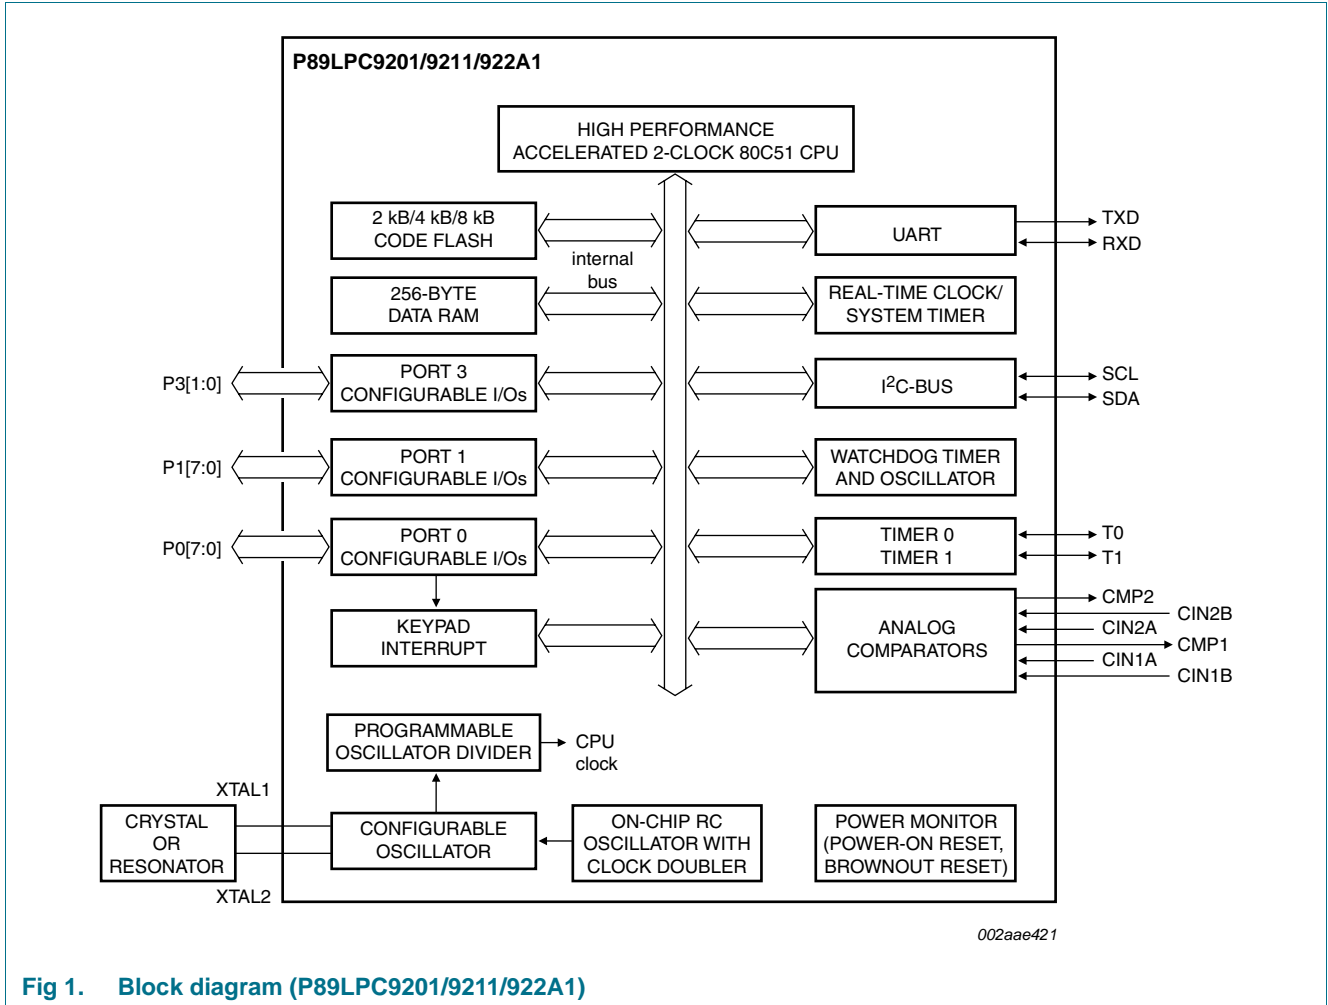 P89LPC9201/9211/922A1
HIGH PERFORMANCE
ACCELERATED 2-CLOCK 80C51 CPU
2 kB/4 kB/8 kB
CODE FLASH
UART
TXD
RXD
internal
bus
256-BYTE
DATA RAM
REAL-TIME CLOCK/
SYSTEM TIMER
P3[1:0]
PORT 3
CONFIGURABLE I/Os
I2C-BUS
SCL
SDA
P1[7:0]
PORT 1
CONFIGURABLE I/Os
WATCHDOG TIMER
AND OSCILLATOR
P0[7:0]
PORT 0
CONFIGURABLE I/Os
TIMER 0
TIMER 1
T0
T1
KEYPAD
INTERRUPT
ANALOG
COMPARATORS
CMP2
CIN2B
CIN2A
CMP1
CIN1A
CIN1B
PROGRAMMABLE
OSCILLATOR DIVIDER
CPU
clock
XTAL1
CRYSTAL
OR
RESONATOR
XTAL2
CONFIGURABLE
OSCILLATOR
ON-CHIP RC
OSCILLATOR WITH
CLOCK DOUBLER
POWER MONITOR
(POWER-ON RESET,
BROWNOUT RESET)
002aae421
Fig 1. Block diagram (P89LPC9201/9211/922A1)